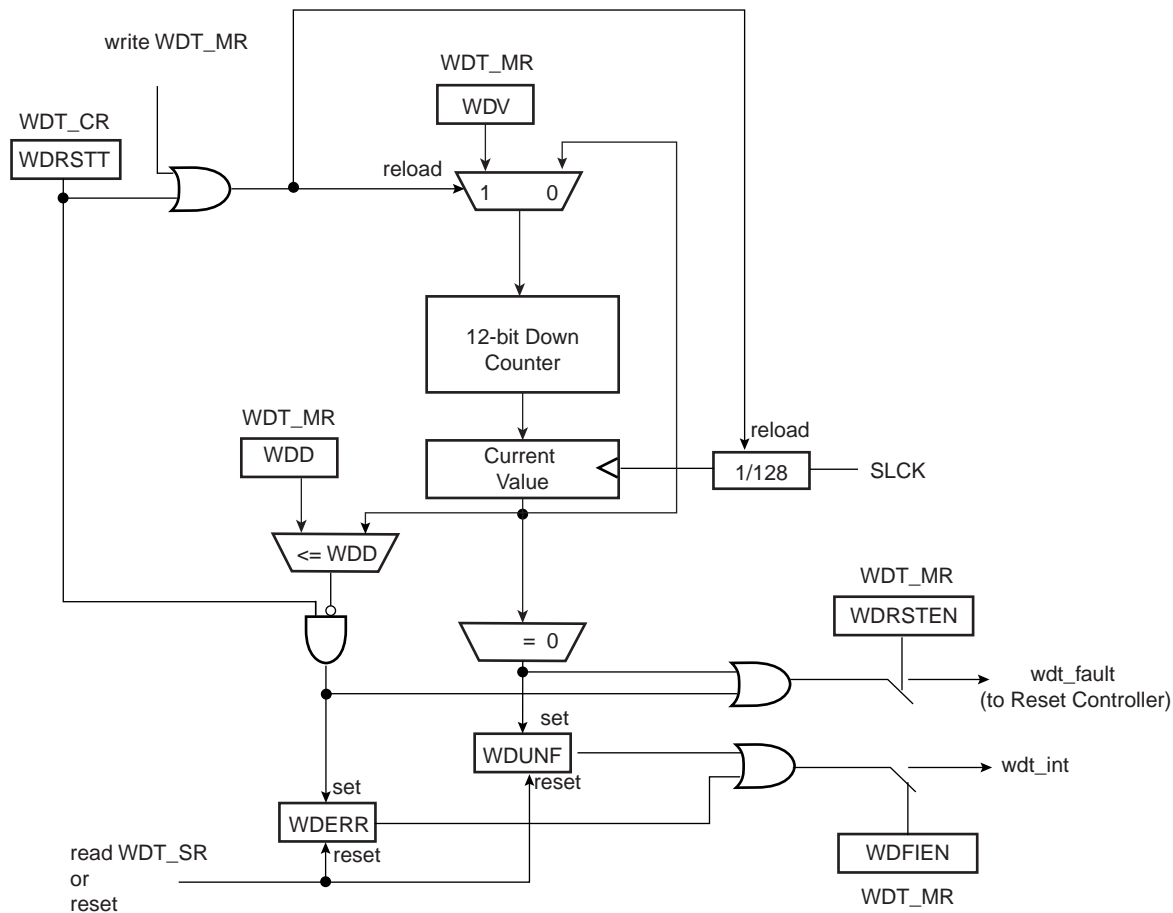 write WDT_MR
WDT_MR
WDV
WDT_CR
WDRSTT
reload
1 0
12-bit Down
Counter
WDT_MR
WDD
reload
Current
Value
1/128
SLCK
<= WDD
WDT_MR
WDRSTEN
= 0
wdt_fault
(to Reset Controller)
set
WDUNF
reset
wdt_int
set
WDERR
reset
read WDT_SR
or
reset
WDFIEN
WDT_MR